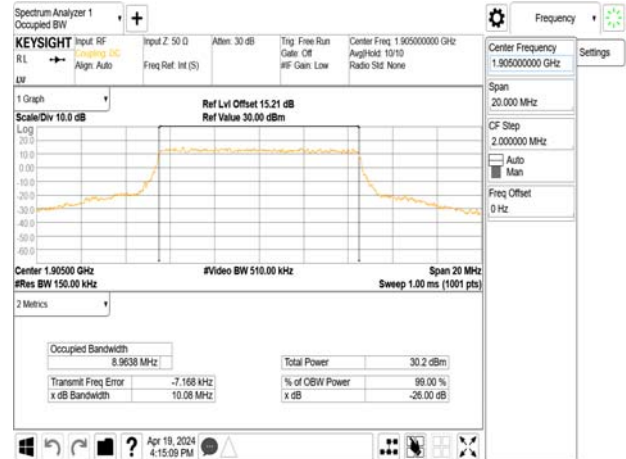 Spectrum Analyzer 1
Occupied BW
+
Frequency
KEYSIGHT
RL
Input: RF
Coupling: DC
Align: Auto
Input Z: 50 Ω
Freq Ref: Int (S)
Atten: 30 dB
Trig: Free Run
Gate: Off
#IF Gain: Low
Center Freq: 1.905000000 GHz
Avg|Hold: 10/10
Radio Std: None
Center Frequency
1.905000000 GHz
Settings
Span
20.000 MHz
CF Step
2.000000 MHz
Auto
Man
Freq Offset
0 Hz
1 Graph
Scale/Div 10.0 dB
Ref Lvl Offset 15.21 dB
Ref Value 30.00 dBm
Log
20.0
10.0
0.00
-10.0
-20.0
-30.0
-40.0
-50.0
-60.0
Center 1.90500 GHz
#Res BW 150.00 kHz
#Video BW 510.00 kHz
Span 20 MHz
Sweep 1.00 ms (1001 pts)
2 Metrics
Occupied Bandwidth
8.9638 MHz
Transmit Freq Error -7.168 kHz
x dB Bandwidth 10.08 MHz
Total Power 30.2 dBm
% of OBW Power 99.00 %
x dB -26.00 dB
?
Apr 19, 2024
4:15:09 PM